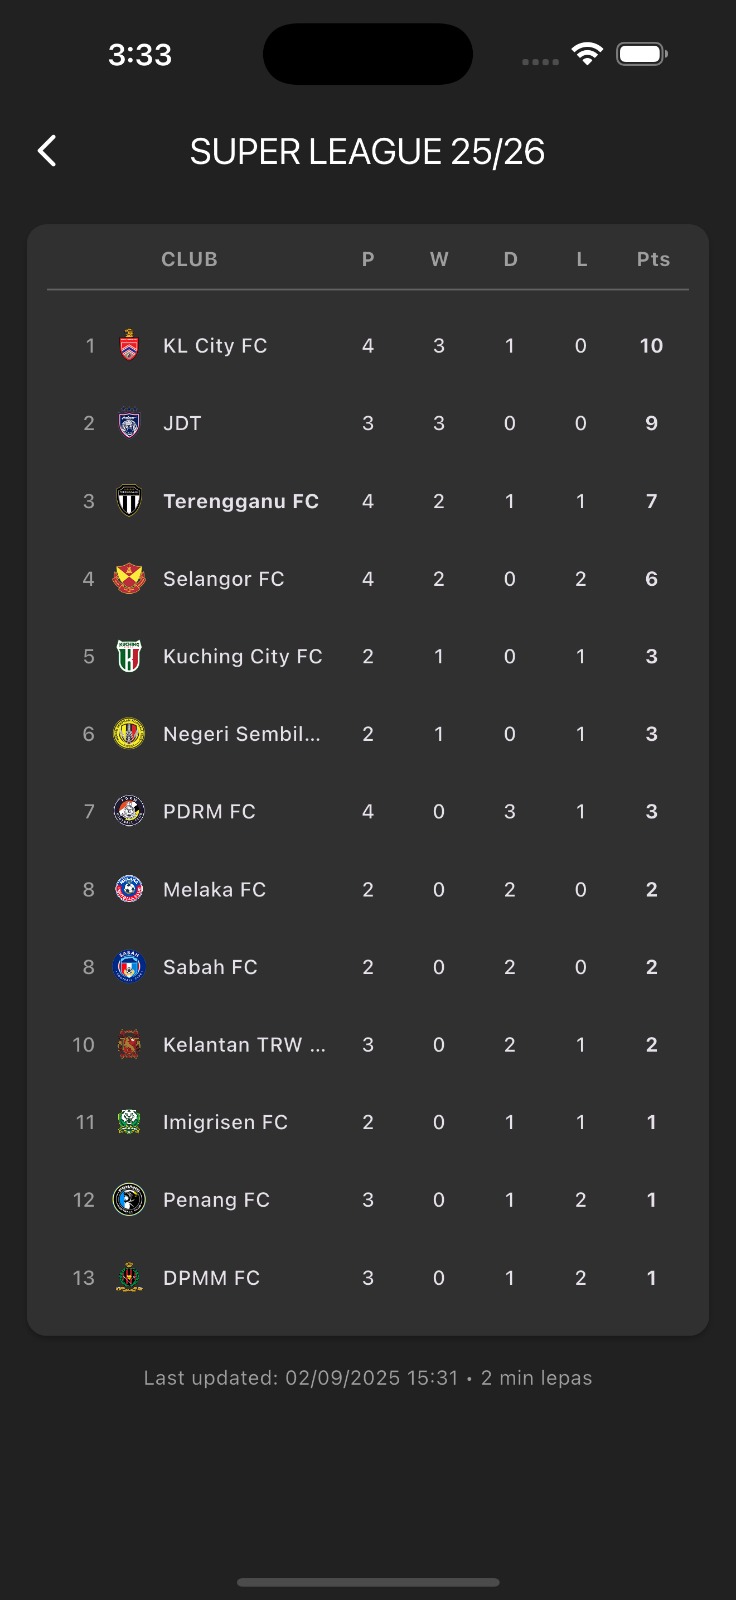 3:33
SUPER LEAGUE 25/26
CLUB P W D L Pts
1 KL City FC 4 3 1 0 10
2 JDT 3 3 0 0 9
3 Terengganu FC 4 2 1 1 7
4 Selangor FC 4 2 0 2 6
5 Kuching City FC 2 1 0 1 3
6 Negeri Sembil... 2 1 0 1 3
7 PDRM FC 4 0 3 1 3
8 Melaka FC 2 0 2 0 2
8 Sabah FC 2 0 2 0 2
10 Kelantan TRW ... 3 0 2 1 2
11 Imigrisen FC 2 0 1 1 1
12 Penang FC 3 0 1 2 1
13 DPMM FC 3 0 1 2 1
Last updated: 02/09/2025 15:31 • 2 min lepas